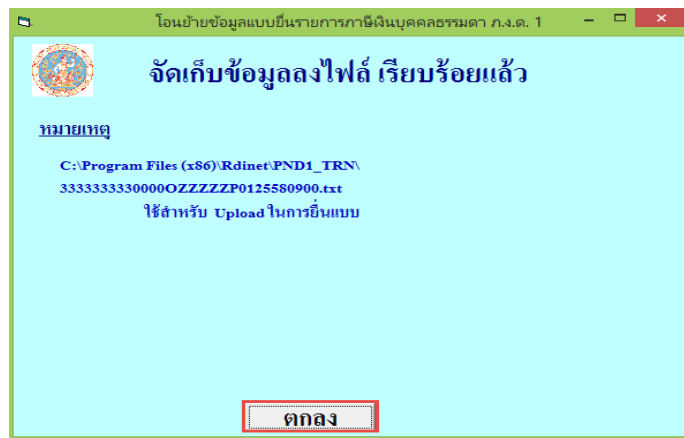 โอนย้ายข้อมูลแบบยื่นรายการภาษีเงินบุคคลธรรมดา ภ.ง.ด. 1
จัดเก็บข้อมูลลงไฟล์ เรียบร้อยแล้ว
หมายเหตุ
C:\Program Files (x86)\Rdinet\PND1_TRN\
3333333330000OZZZZZP0125580900.txt
ใช้สำหรับ Upload ในการยื่นแบบ
ตกลง